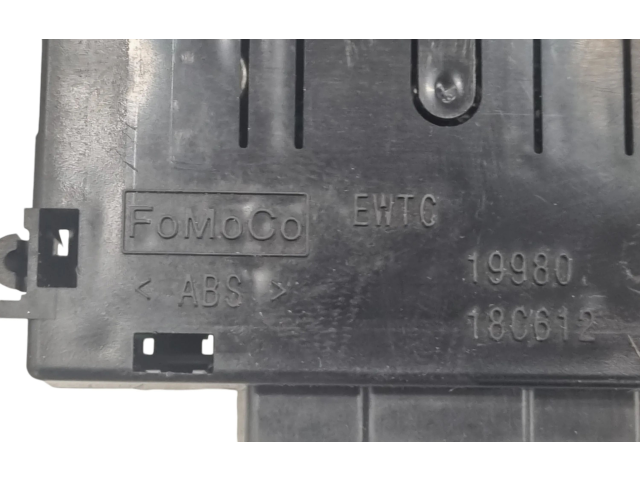 FoMoCo EWTC
< ABS > 19980
18C612